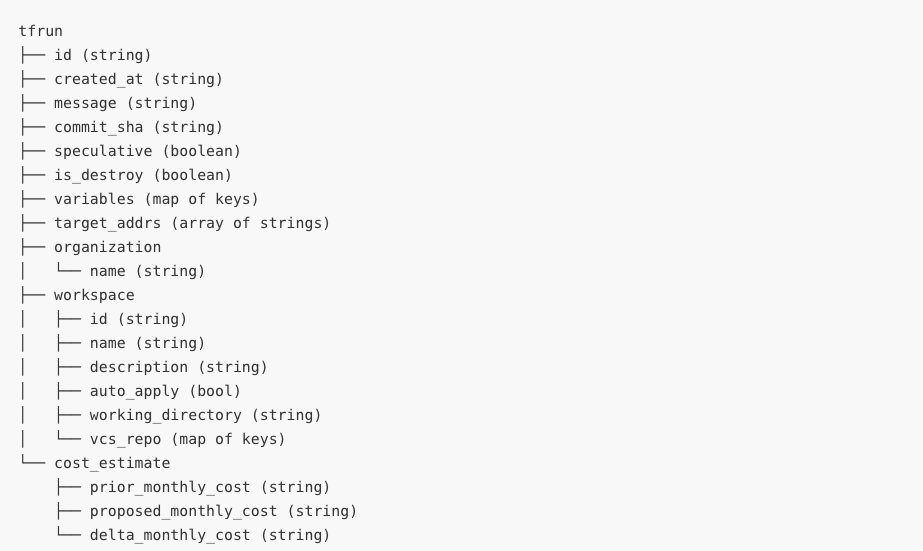 tfrun
├── id (string)
├── created_at (string)
├── message (string)
├── commit_sha (string)
├── speculative (boolean)
├── is_destroy (boolean)
├── variables (map of keys)
├── target_addrs (array of strings)
├── organization
│   └── name (string)
├── workspace
│   ├── id (string)
│   ├── name (string)
│   ├── description (string)
│   ├── auto_apply (bool)
│   ├── working_directory (string)
│   └── vcs_repo (map of keys)
└── cost_estimate
    ├── prior_monthly_cost (string)
    ├── proposed_monthly_cost (string)
    └── delta_monthly_cost (string)